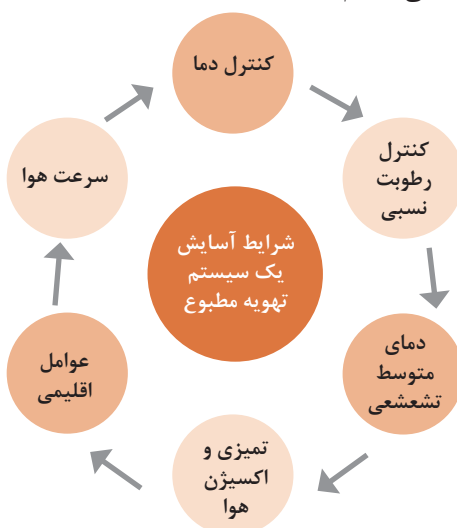 کنترل دما
کنترل
رطوبت
نسبی
سرعت هوا
شرایط آسایش
یک سیستم
تهویه مطبوع
دمای
متوسط
تشعشعی
عوامل
اقلیمی
تمیزی و
اکسیژن
هوا